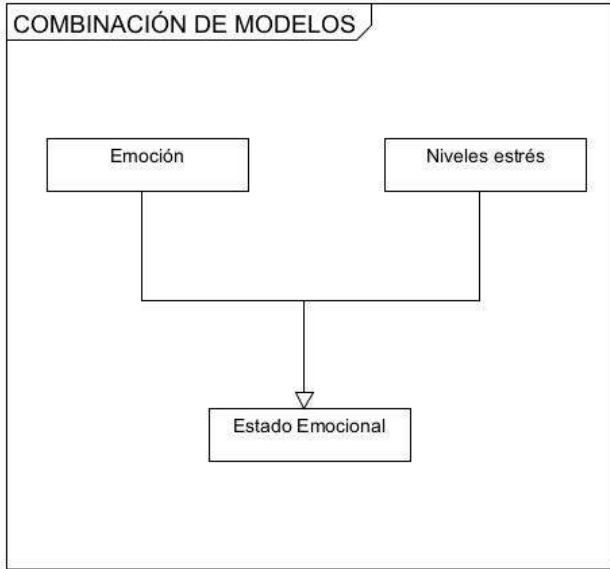 COMBINACIÓN DE MODELOS
Emoción
Niveles estrés
Estado Emocional